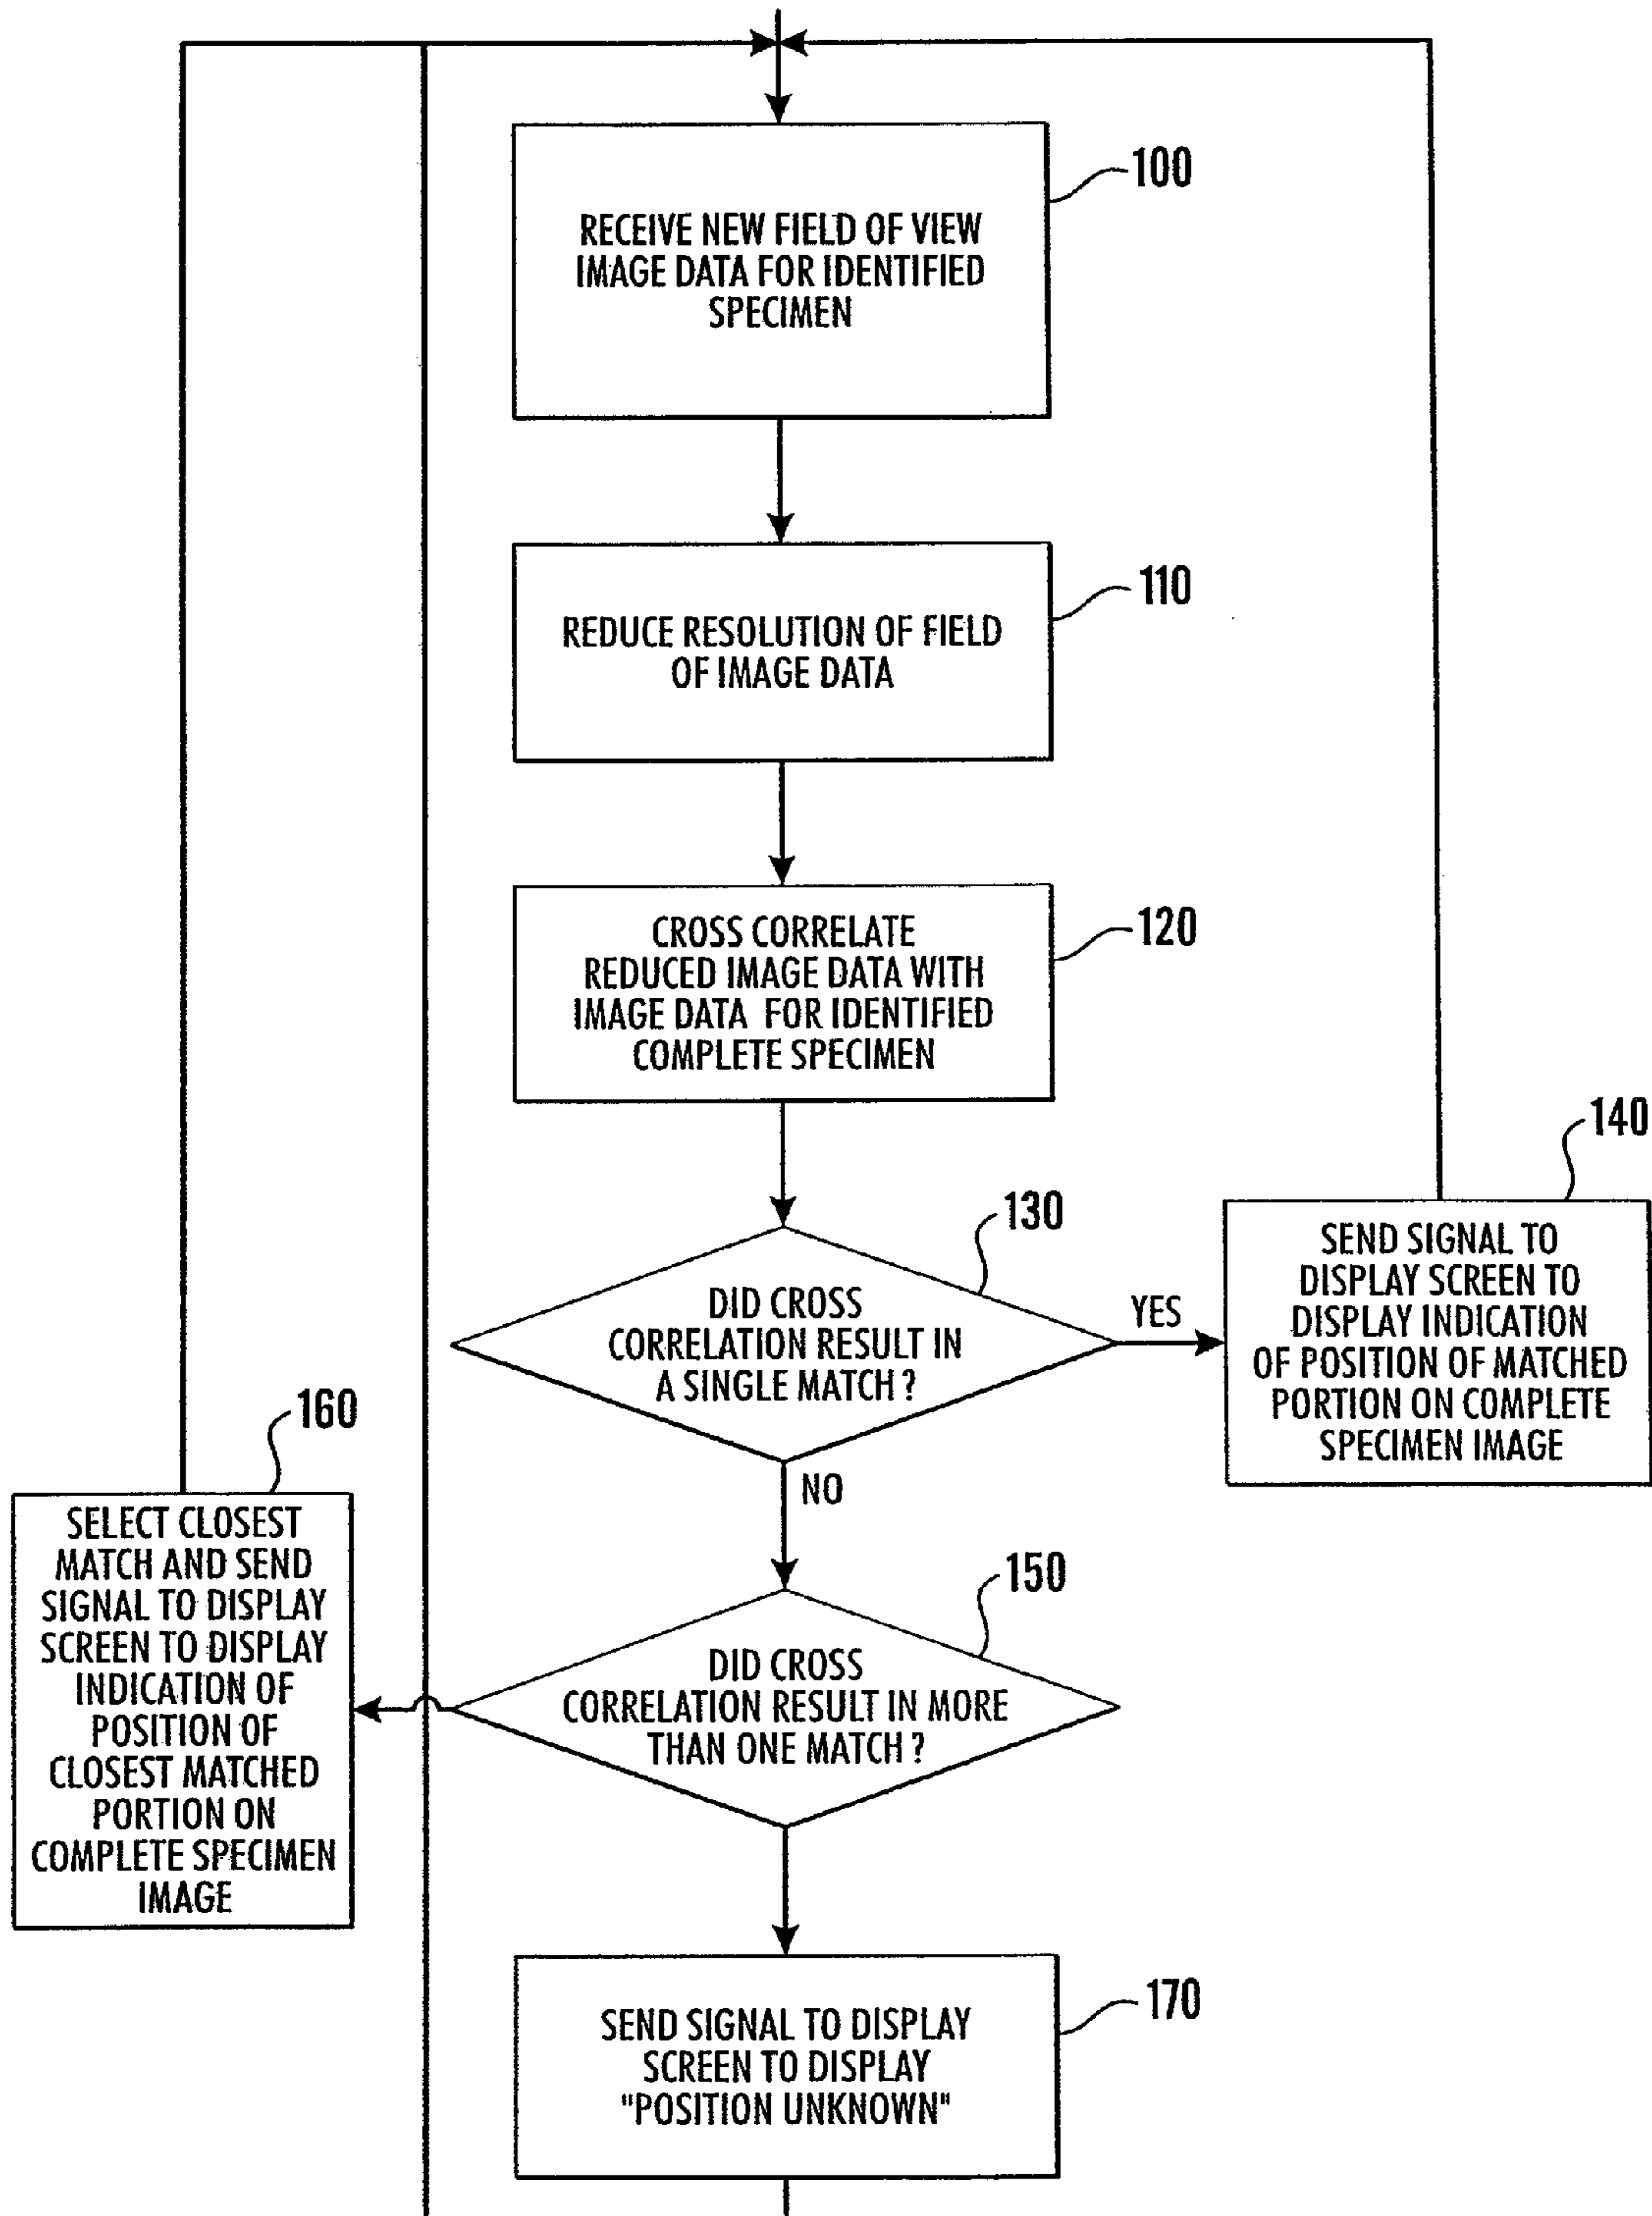 100
RECEIVE NEW FIELD OF VIEW
IMAGE DATA FOR IDENTIFIED
SPECIMEN
110
REDUCE RESOLUTION OF FIELD
OF IMAGE DATA
120
CROSS CORRELATE
REDUCED IMAGE DATA WITH
IMAGE DATA FOR IDENTIFIED
COMPLETE SPECIMEN
130
DID CROSS
CORRELATION RESULT IN
A SINGLE MATCH ?
YES
NO
140
SEND SIGNAL TO
DISPLAY SCREEN TO
DISPLAY INDICATION
OF POSITION OF MATCHED
PORTION ON COMPLETE
SPECIMEN IMAGE
150
DID CROSS
CORRELATION RESULT IN MORE
THAN ONE MATCH ?
160
SELECT CLOSEST
MATCH AND SEND
SIGNAL TO DISPLAY
SCREEN TO DISPLAY
INDICATION OF
POSITION OF
CLOSEST MATCHED
PORTION ON
COMPLETE SPECIMEN
IMAGE
170
SEND SIGNAL TO DISPLAY
SCREEN TO DISPLAY
"POSITION UNKNOWN"